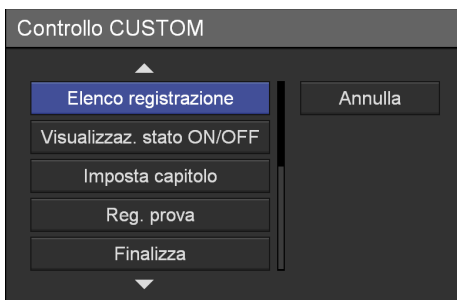 Controllo CUSTOM
Elenco registrazione
Annulla
Visualizzaz. stato ON/OFF
Imposta capitolo
Reg. prova
Finalizza